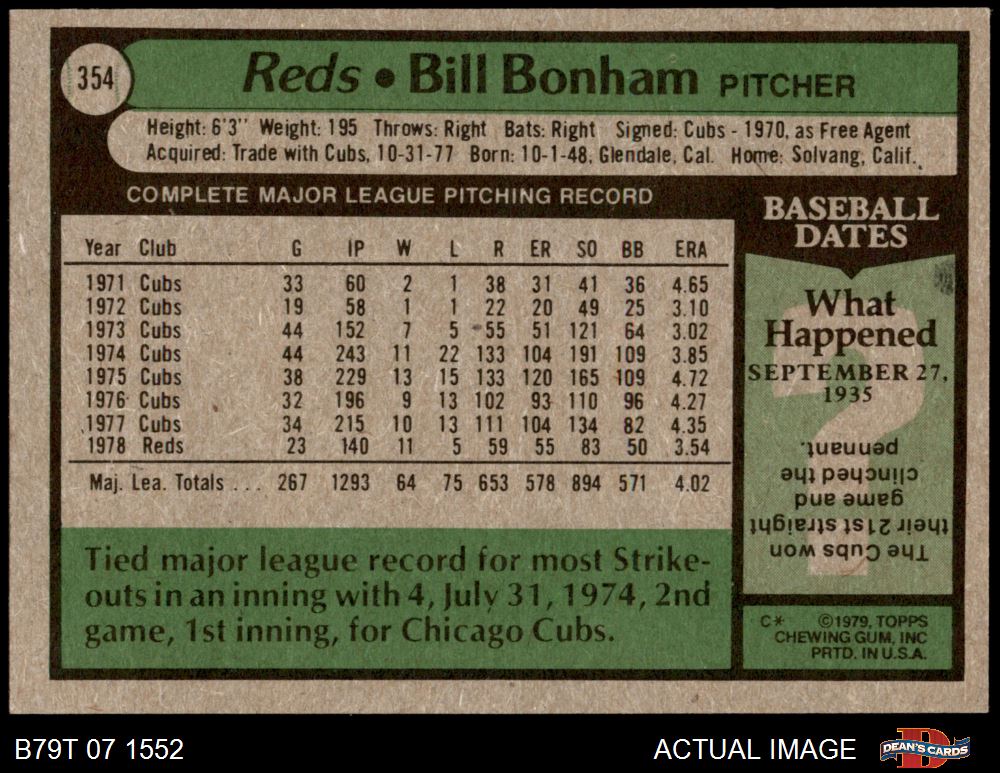 354
Reds • Bill Bonham PITCHER
Height: 6'3" Weight: 195 Throws: Right Bats: Right Signed: Cubs - 1970, as Free Agent
Acquired: Trade with Cubs, 10-31-77 Born: 10-1-48, Glendale, Cal. Home: Solvang, Calif.
COMPLETE MAJOR LEAGUE PITCHING RECORD
Year Club G IP W L R ER SO BB ERA
1971 Cubs 33 60 2 1 38 31 41 36 4.65
1972 Cubs 19 58 1 1 22 20 49 25 3.10
1973 Cubs 44 152 7 5 55 51 121 64 3.02
1974 Cubs 44 243 11 22 133 104 191 109 3.85
1975 Cubs 38 229 13 15 133 120 165 109 4.72
1976 Cubs 32 196 9 13 102 93 110 96 4.27
1977 Cubs 34 215 10 13 111 104 134 82 4.35
1978 Reds 23 140 11 5 59 55 83 50 3.54
Maj. Lea. Totals . . . 267 1293 64 75 653 578 894 571 4.02
Tied major league record for most Strike-
outs in an inning with 4, July 31, 1974, 2nd
game, 1st inning, for Chicago Cubs.
BASEBALL
DATES
What
Happened
SEPTEMBER 27,
1935
?
The Cubs won
their 21st straight
game and
clinched the
pennant.
C* ©1979, TOPPS
CHEWING GUM, INC
PRTD. IN U.S.A.
B79T 07 1552
ACTUAL IMAGE
DEAN'S CARDS